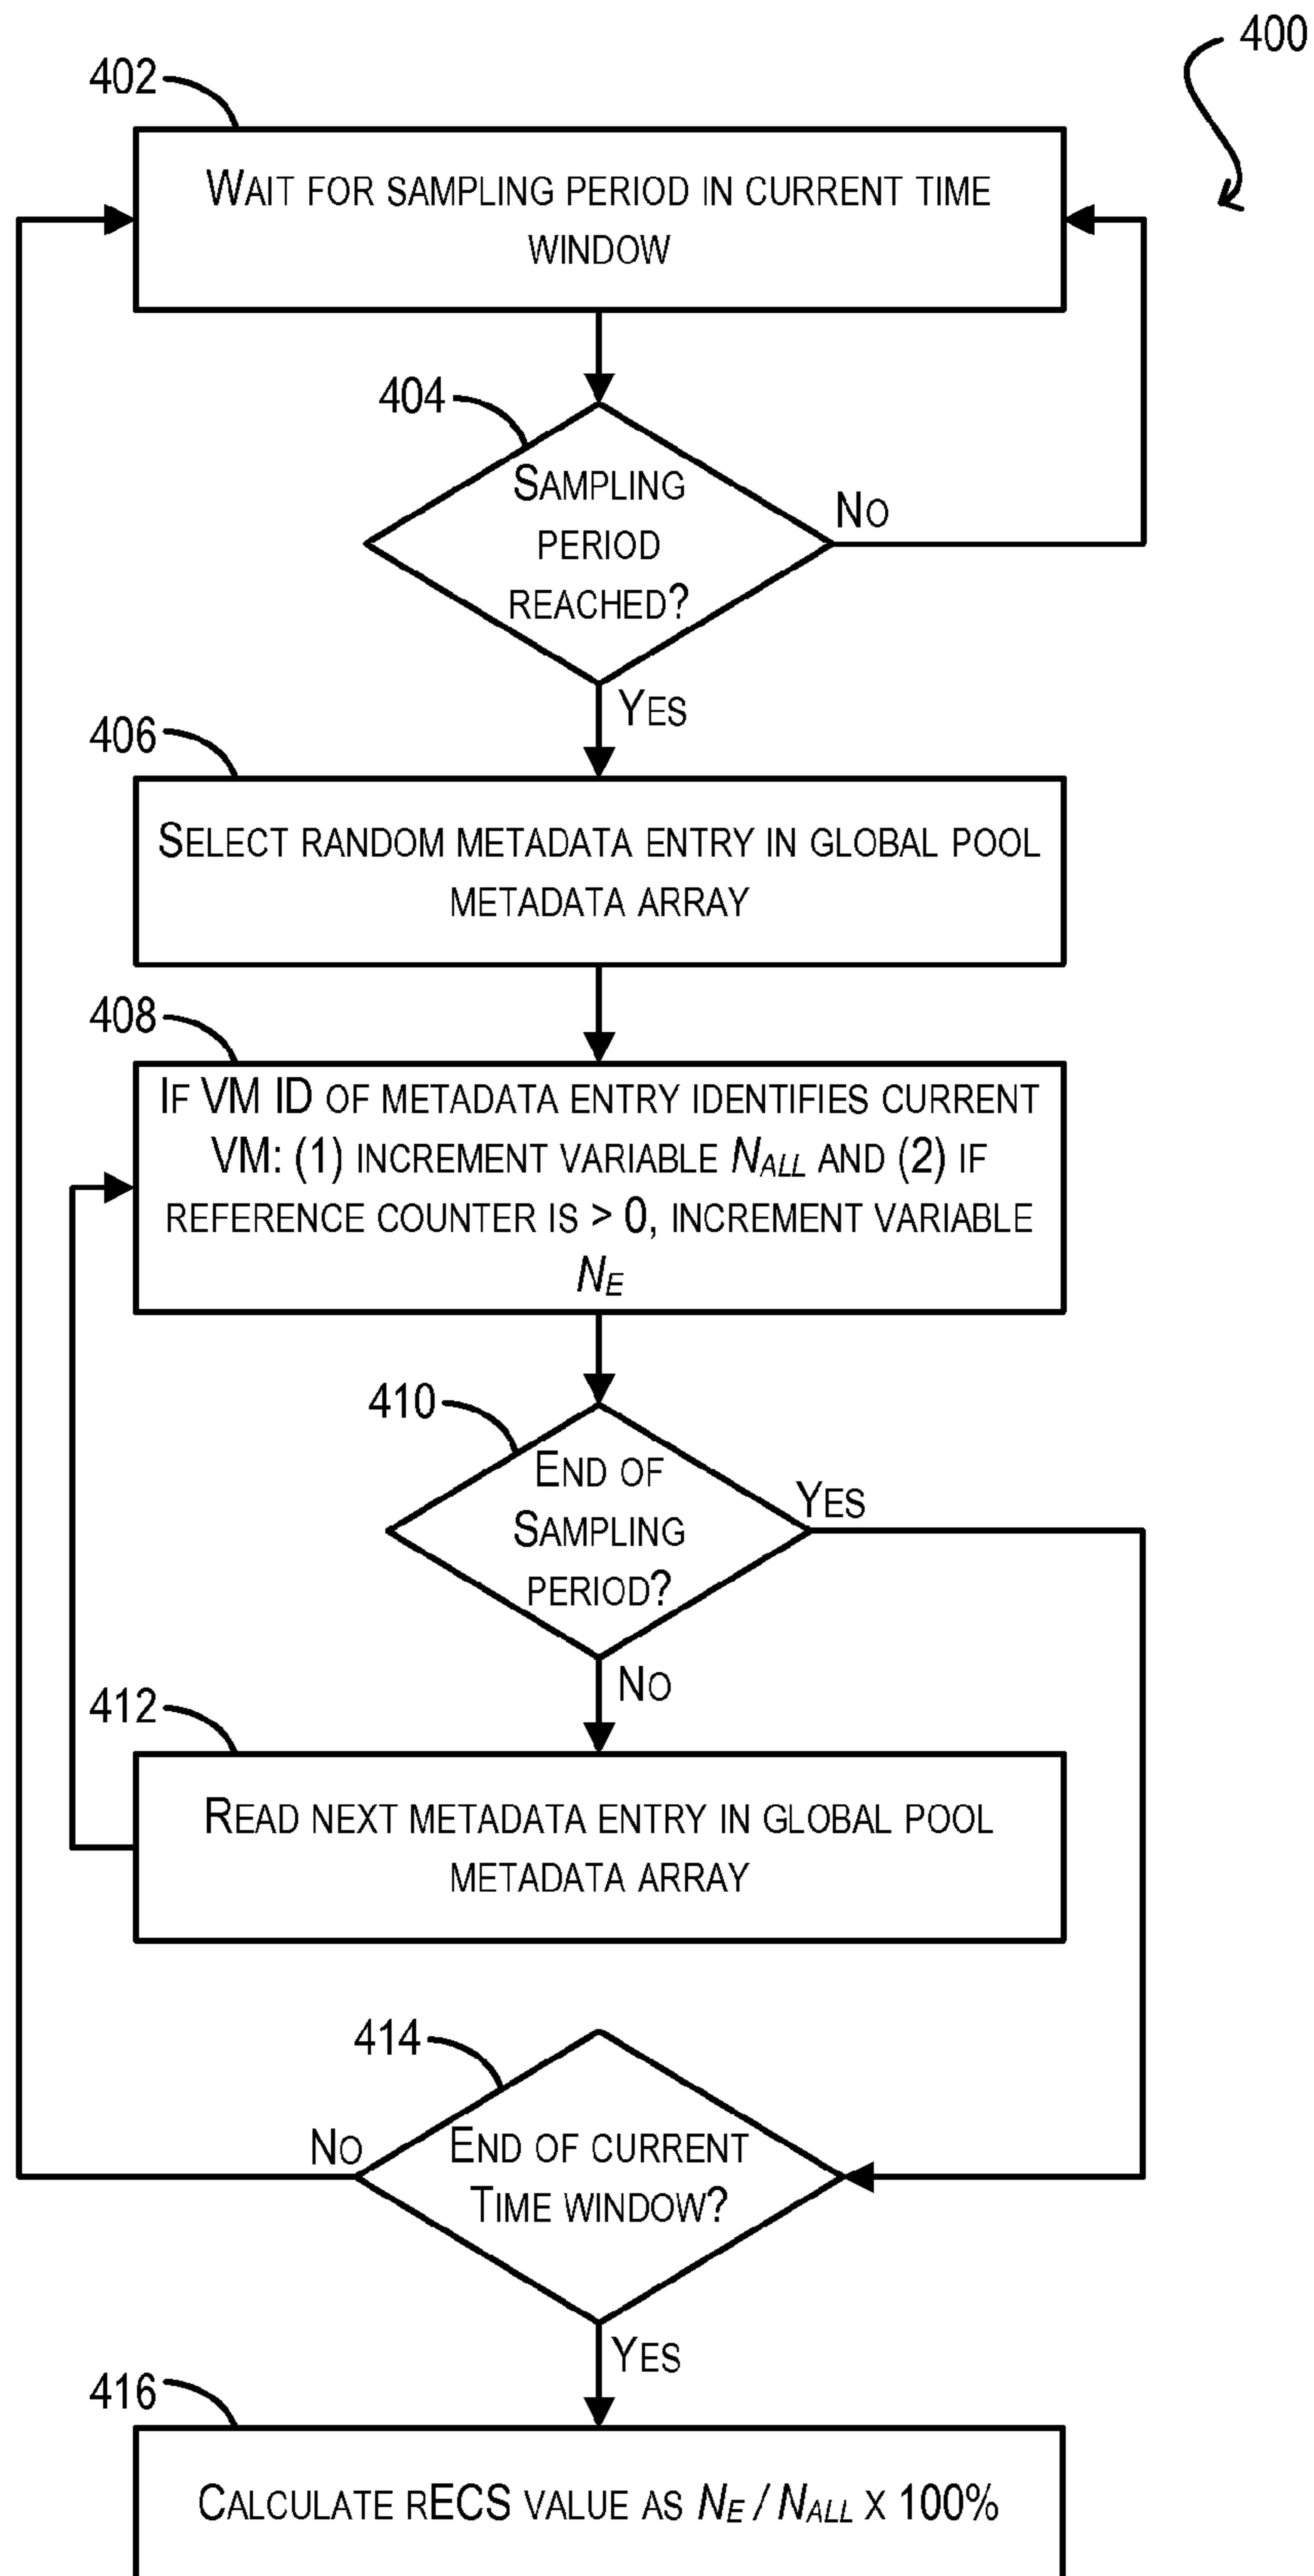 400
402
Wait for sampling period in current time
window
404
Sampling
period
reached?
No
Yes
406
Select random metadata entry in global pool
metadata array
408
If VM ID of metadata entry identifies current
VM: (1) increment variable NALL and (2) if
reference counter is > 0, increment variable
NE
410
End of
Sampling
period?
Yes
No
412
Read next metadata entry in global pool
metadata array
414
No
End of current
Time window?
Yes
416
Calculate rECS value as NE / NALL x 100%